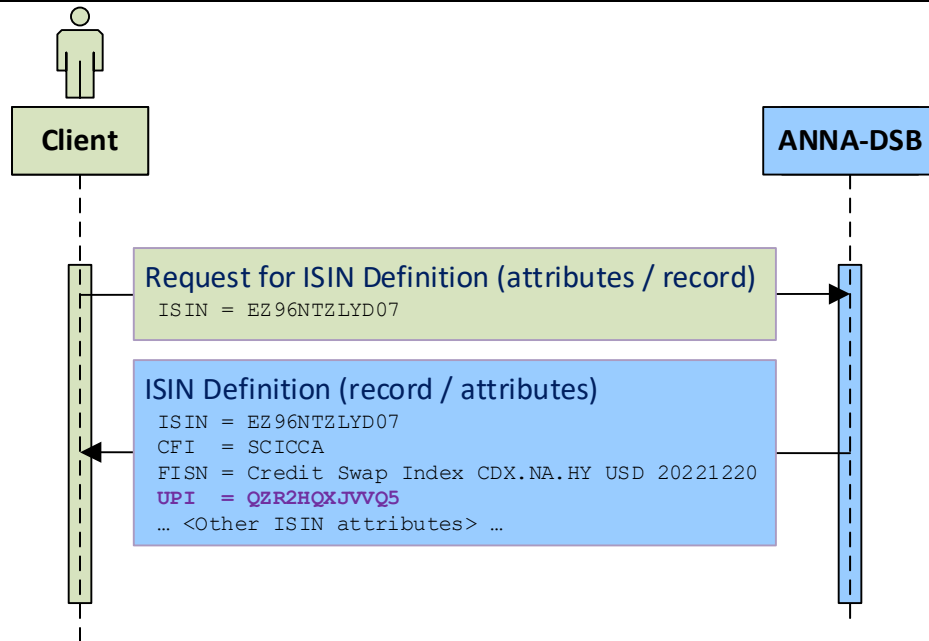 Client
ANNA-DSB
Request for ISIN Definition (attributes / record)
ISIN = EZ96NTZLYD07
ISIN Definition (record / attributes)
ISIN = EZ96NTZLYD07
CFI = SCICCA
FISN = Credit Swap Index CDX.NA.HY USD 20221220
UPI = QZR2HQXJVVQ5
… <Other ISIN attributes> …